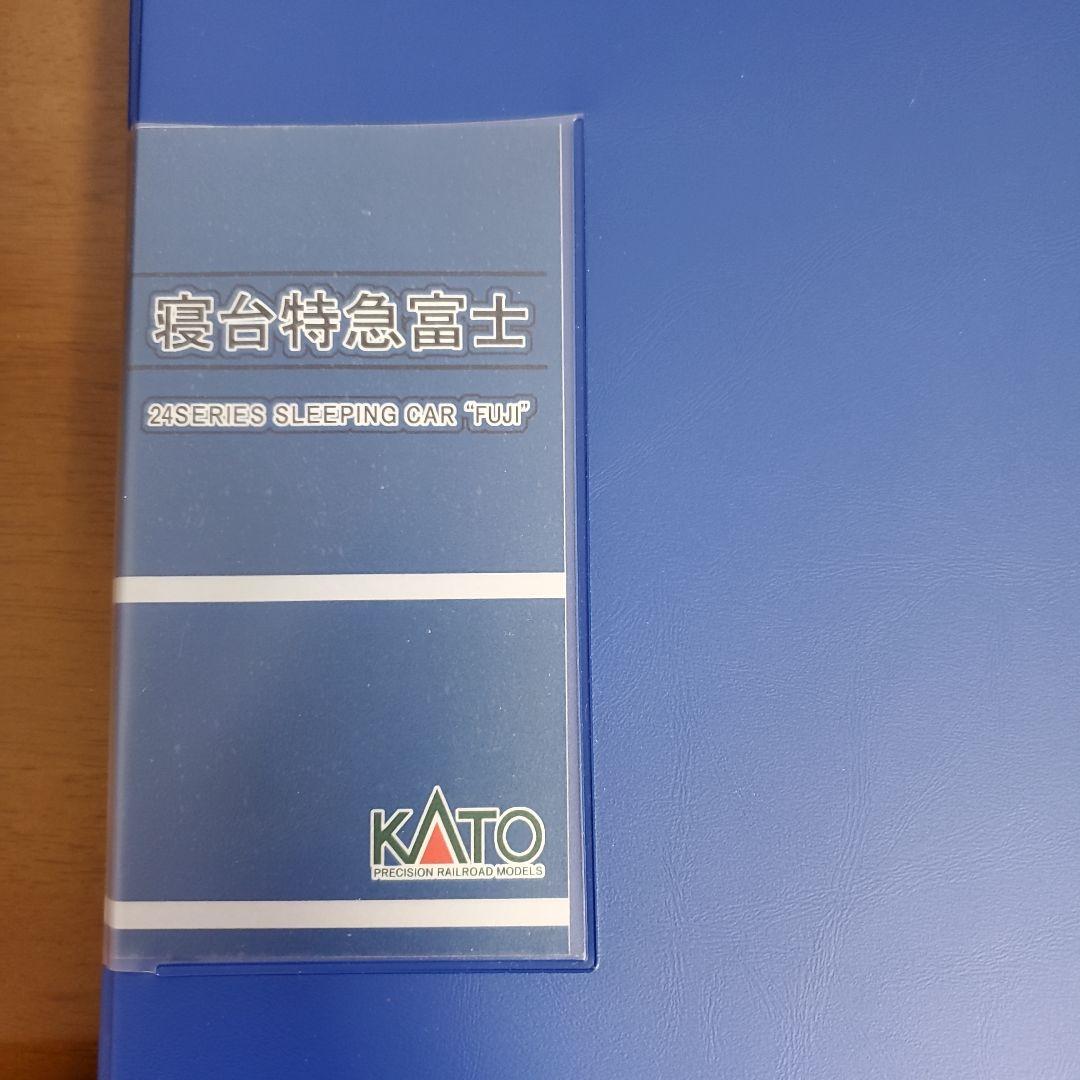 寝台特急富士
24SERIES SLEEPING CAR “FUJI”
KATO
PRECISION RAILROAD MODELS